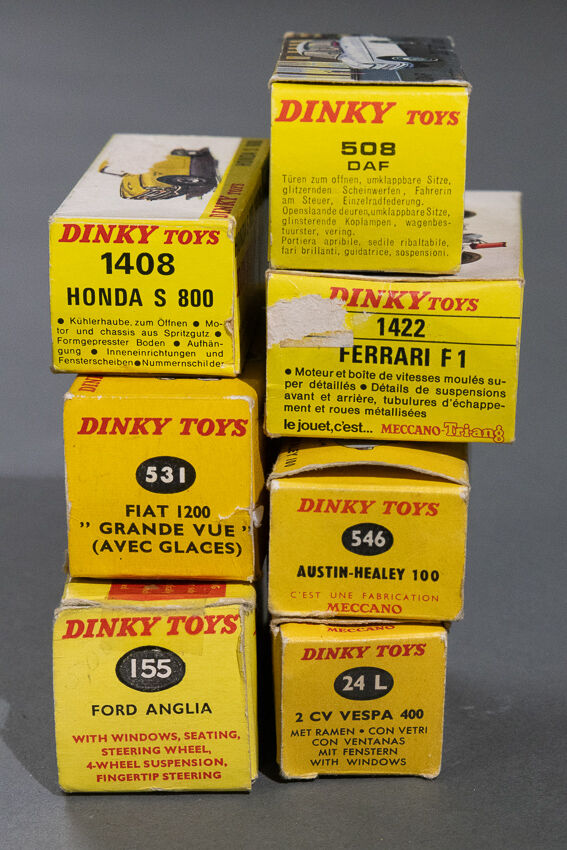 DINKY TOYS
508
DAF
Türen zum offnen, umklappbare Sitze,
glitzernden Scheinwerfen, Fahrerin
am Steuer, Einzelradfederung.
Openslaande deuren,umklappbare Sitze,
glinsterende Koplampen, wagenbes-
tuurster, vering.
Portiera apribile, sedile ribaltabile,
fari brillanti, guidatrice, sospensioni.
DINKY TOYS
1408
HONDA S 800
• Kühlerhaube, zum Öffnen • Mo-
tor und chassis aus Spritzgutz •
Formgepresster Boden • Aufhän-
gung • Inneneinrichtungen und
Fensterscheiben • Nummernschilder
DINKY TOYS
1422
FERRARI F1
• Moteur et boîte de vitesses moulés su-
per détaillés • Détails de suspensions
avant et arrière, tubulures d'échappe-
ment et roues métallisées
le jouet, c'est... MECCANO-Triang
DINKY TOYS
531
FIAT 1200
" GRANDE VUE "
(AVEC GLACES)
DINKY TOYS
546
AUSTIN-HEALEY 100
C'EST UNE FABRICATION
MECCANO
DINKY TOYS
155
FORD ANGLIA
WITH WINDOWS, SEATING,
STEERING WHEEL,
4-WHEEL SUSPENSION,
FINGERTIP STEERING
DINKY TOYS
24 L
2 CV VESPA 400
MET RAMEN • CON VETRI
CON VENTANAS
MIT FENSTERN
WITH WINDOWS